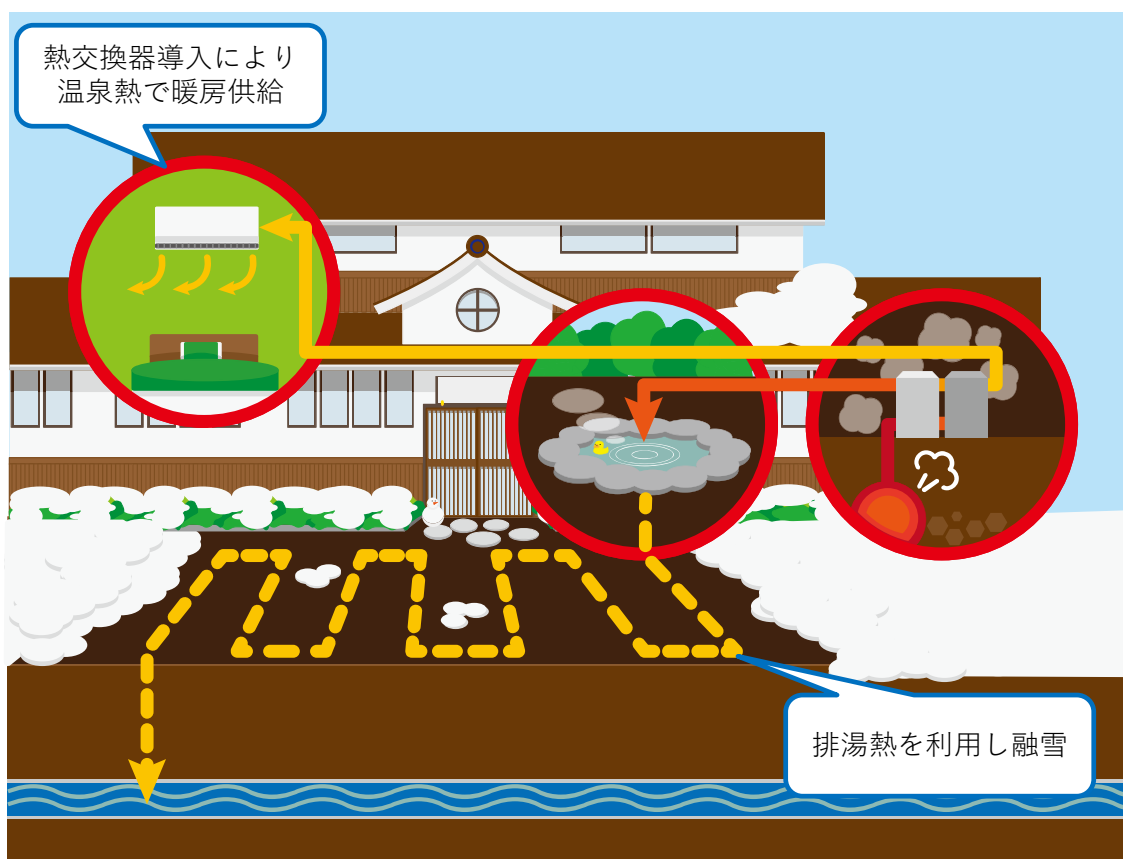 熱交換器導入により
温泉熱で暖房供給
排湯熱を利用し融雪